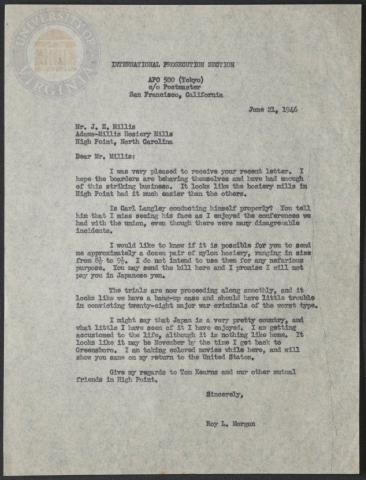 UNIVERSITY OF VIRGINIA
INTERNATIONAL PROSECUTION SECTION
APO 500 (Tokyo)
c/o Postmaster
San Francisco, California
June 21, 1946
Mr. J. E. Millis
Adams-Millis Hosiery Mills
High Point, North Carolina
Dear Mr. Millis:
I was very pleased to receive your recent letter. I
hope the boarders are behaving themselves and have had enough
of this striking business. It looks like the hosiery mills in
High Point had it much easier than the others.
Is Carl Langley conducting himself properly? You tell
him that I miss seeing his face as I enjoyed the conferences we
had with the union, even though there were many disagreeable
incidents.
I would like to know if it is possible for you to send
me approximately a dozen pair of nylon hosiery, ranging in size
from 8½ to 9½. I do not intend to use them for any nefarious
purpose. You may send the bill here and I promise I will not
pay you in Japanese yen.
The trials are now proceeding along smoothly, and it
looks like we have a bang-up case and should have little trouble
in convicting twenty-eight major war criminals of the worst type.
I might say that Japan is a very pretty country, and
what little I have seen of it I have enjoyed. I am getting
accustomed to the life, although it is nothing like home. It
looks like it may be November by the time I get back to
Greensboro. I am taking colored movies while here, and will
show you same on my return to the United States.
Give my regards to Tom Kearns and our other mutual
friends in High Point.
Sincerely,
Roy L. Morgan